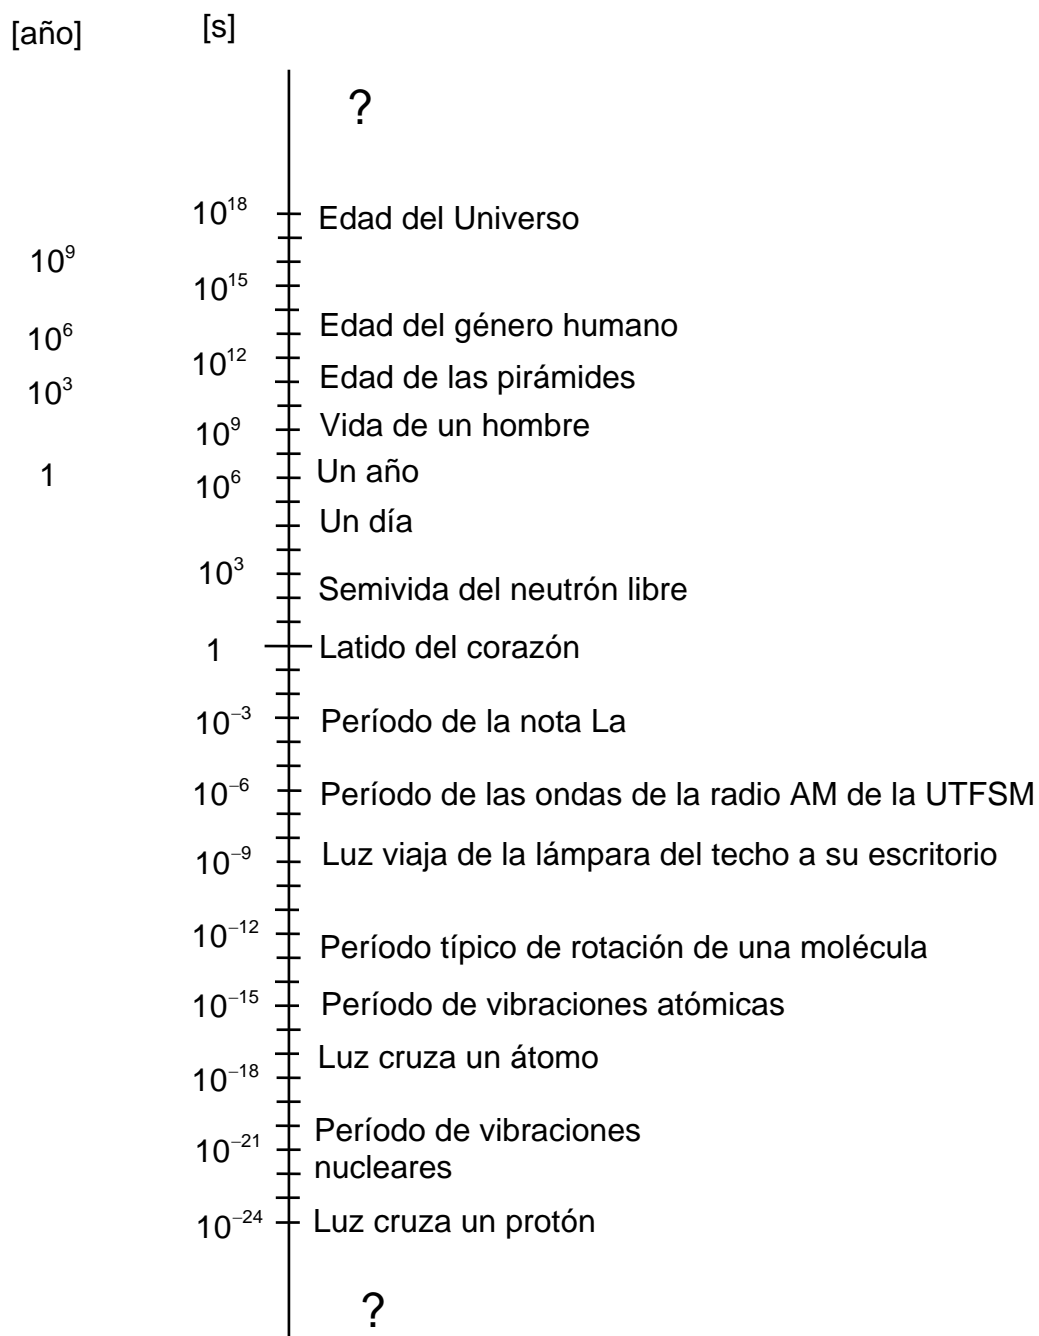 [año] [s]
?
10¹⁸ Edad del Universo
10⁹
10¹⁵
10⁶ Edad del género humano
10¹²
10³ Edad de las pirámides
10⁹ Vida de un hombre
1 10⁶ Un año
Un día
10³ Semivida del neutrón libre
1 Latido del corazón
10⁻³ Período de la nota La
10⁻⁶ Período de las ondas de la radio AM de la UTFSM
10⁻⁹ Luz viaja de la lámpara del techo a su escritorio
10⁻¹² Período típico de rotación de una molécula
10⁻¹⁵ Período de vibraciones atómicas
Luz cruza un átomo
10⁻¹⁸
10⁻²¹ Período de vibraciones
nucleares
10⁻²⁴ Luz cruza un protón
?